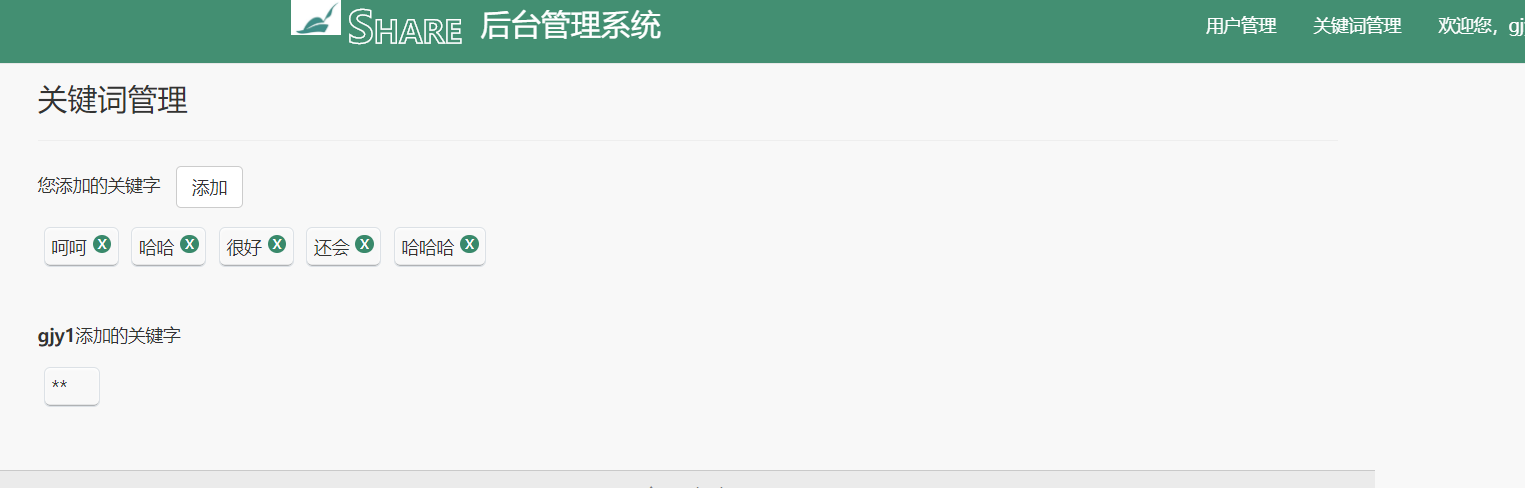 SHARE 后台管理系统 用户管理 关键词管理 欢迎您，gj
关键词管理
您添加的关键字 添加
呵呵 X 哈哈 X 很好 X 还会 X 哈哈哈 X
gjy1添加的关键字
**